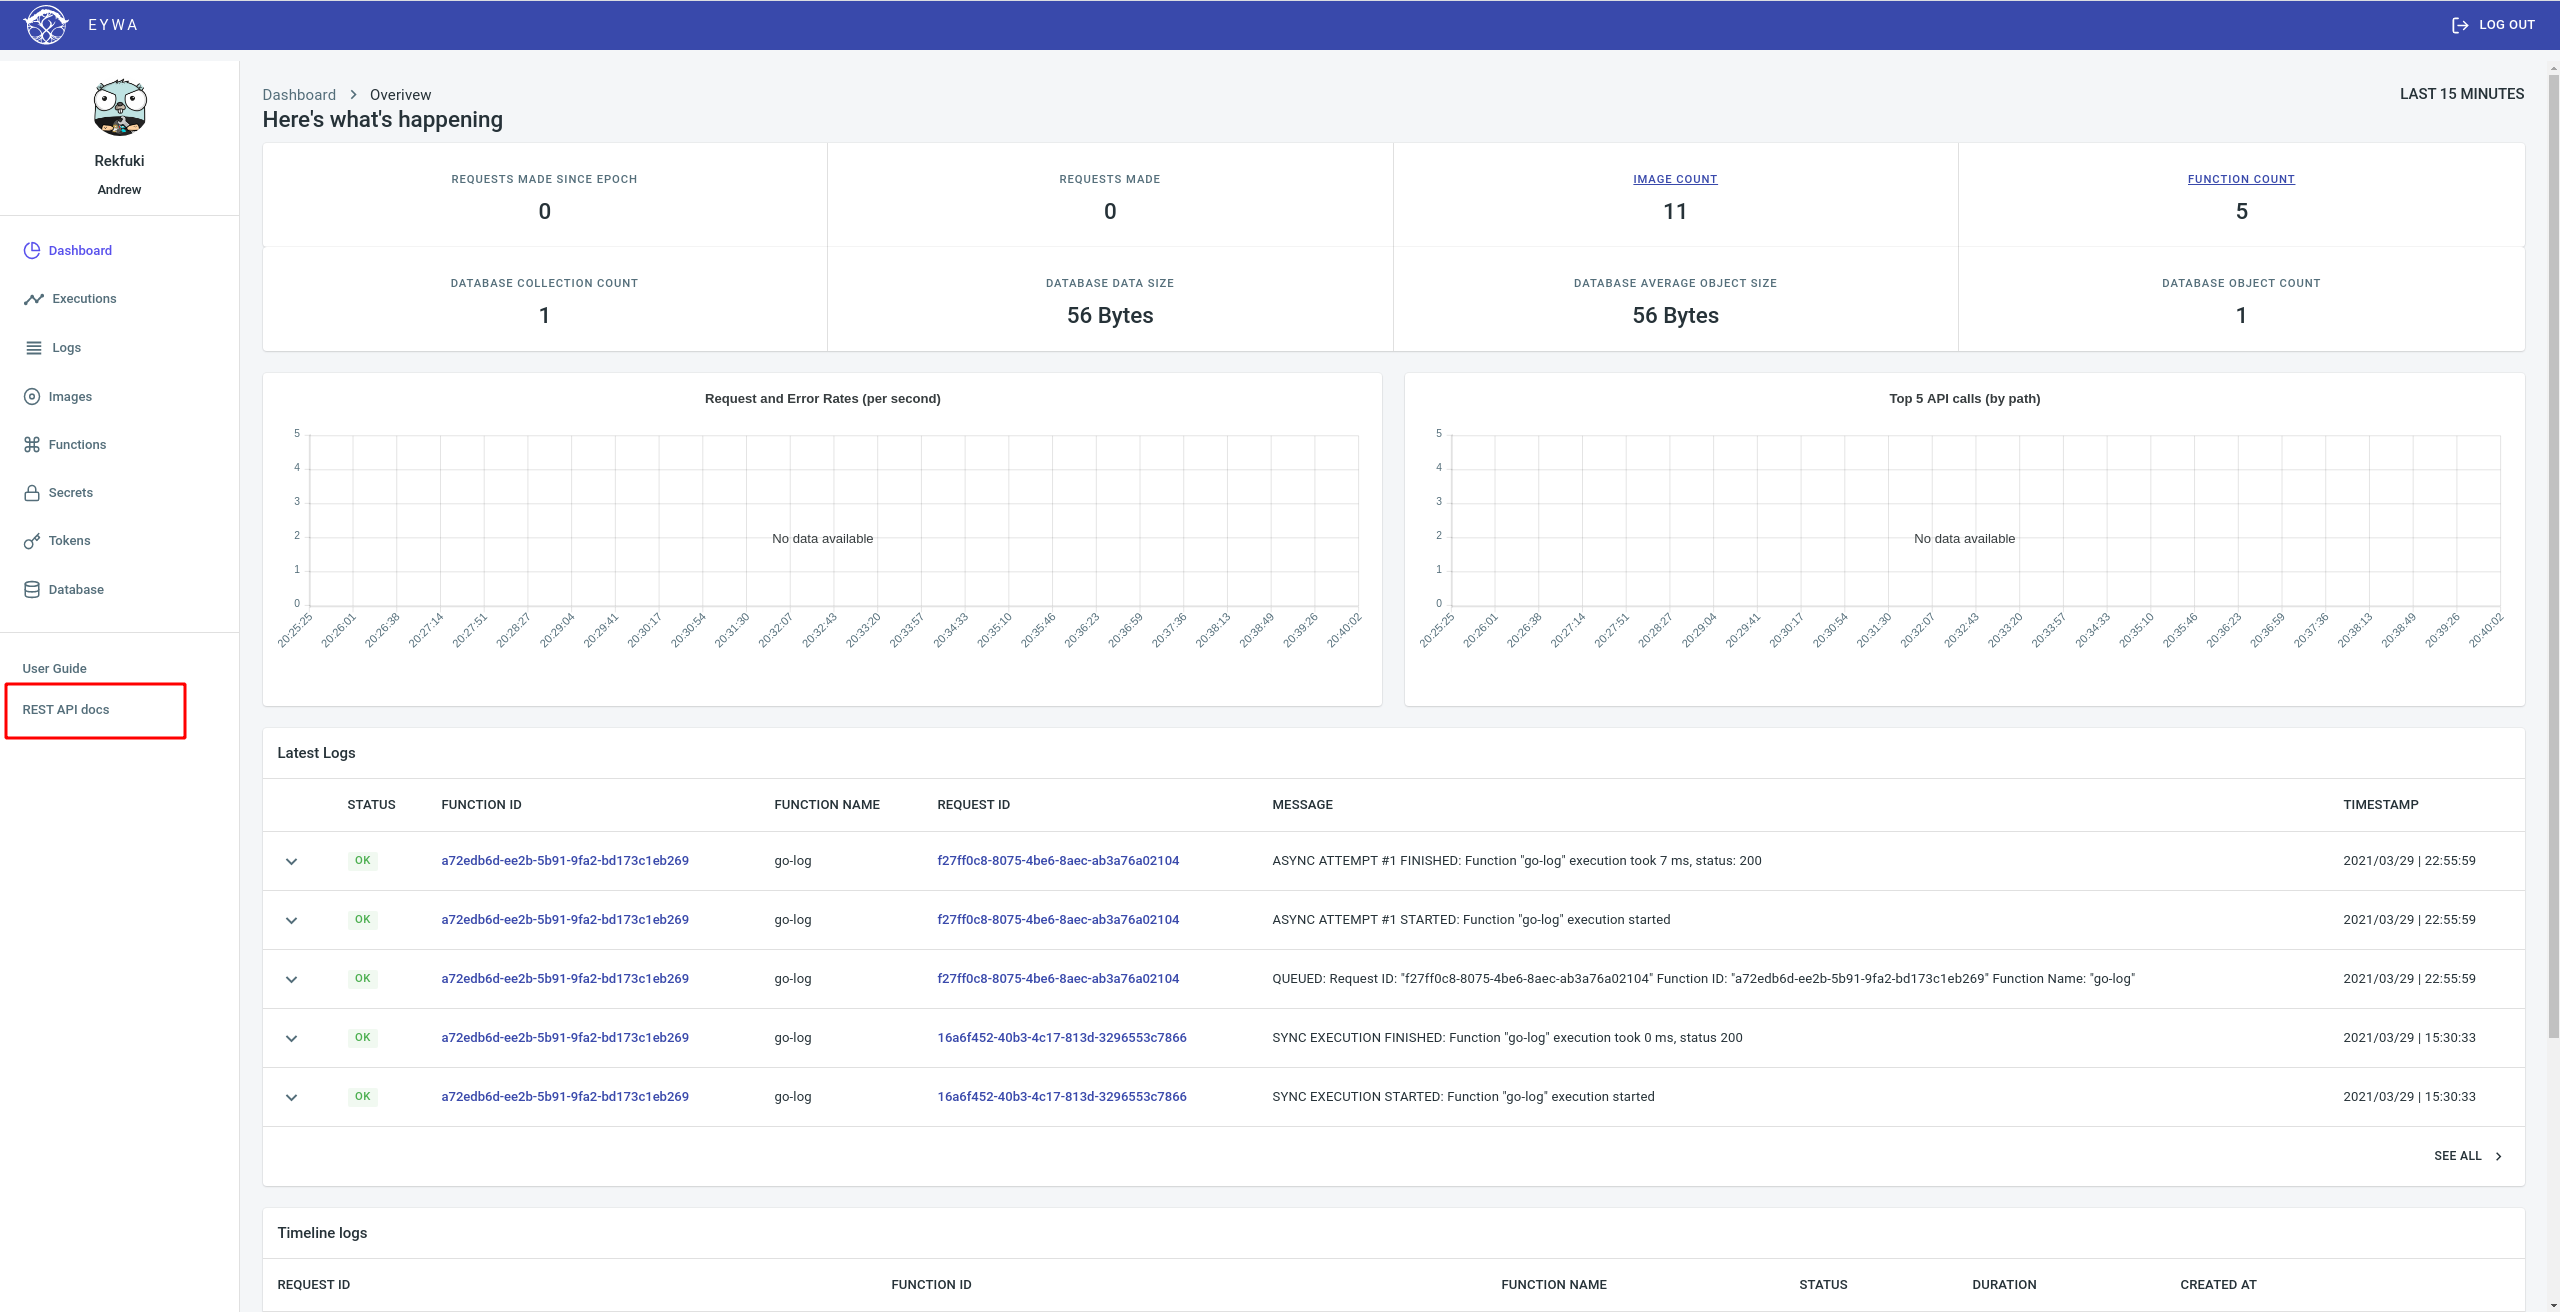 EYWA
LOG OUT
Rekfuki
Andrew
Dashboard
Executions
Logs
Images
Functions
Secrets
Tokens
Database
User Guide
REST API docs
Dashboard > Overivew
LAST 15 MINUTES
Here's what's happening
REQUESTS MADE SINCE EPOCH
0
REQUESTS MADE
0
IMAGE COUNT
11
FUNCTION COUNT
5
DATABASE COLLECTION COUNT
1
DATABASE DATA SIZE
56 Bytes
DATABASE AVERAGE OBJECT SIZE
56 Bytes
DATABASE OBJECT COUNT
1
Request and Error Rates (per second)
5
4
3
2
1
0
No data available
20:25:25 20:26:01 20:26:38 20:27:14 20:27:51 20:28:27 20:29:04 20:29:41 20:30:17 20:30:54 20:31:30 20:32:07 20:32:43 20:33:20 20:33:57 20:34:33 20:35:10 20:35:46 20:36:23 20:36:59 20:37:36 20:38:13 20:38:49 20:39:26 20:40:02
Top 5 API calls (by path)
5
4
3
2
1
0
No data available
20:25:25 20:26:01 20:26:38 20:27:14 20:27:51 20:28:27 20:29:04 20:29:41 20:30:17 20:30:54 20:31:30 20:32:07 20:32:43 20:33:20 20:33:57 20:34:33 20:35:10 20:35:46 20:36:23 20:36:59 20:37:36 20:38:13 20:38:49 20:39:26 20:40:02
Latest Logs
STATUS FUNCTION ID FUNCTION NAME REQUEST ID MESSAGE TIMESTAMP
OK a72edb6d-ee2b-5b91-9fa2-bd173c1eb269 go-log f27ff0c8-8075-4be6-8aec-ab3a76a02104 ASYNC ATTEMPT #1 FINISHED: Function "go-log" execution took 7 ms, status: 200 2021/03/29 | 22:55:59
OK a72edb6d-ee2b-5b91-9fa2-bd173c1eb269 go-log f27ff0c8-8075-4be6-8aec-ab3a76a02104 ASYNC ATTEMPT #1 STARTED: Function "go-log" execution started 2021/03/29 | 22:55:59
OK a72edb6d-ee2b-5b91-9fa2-bd173c1eb269 go-log f27ff0c8-8075-4be6-8aec-ab3a76a02104 QUEUED: Request ID: "f27ff0c8-8075-4be6-8aec-ab3a76a02104" Function ID: "a72edb6d-ee2b-5b91-9fa2-bd173c1eb269" Function Name: "go-log" 2021/03/29 | 22:55:59
OK a72edb6d-ee2b-5b91-9fa2-bd173c1eb269 go-log 16a6f452-40b3-4c17-813d-3296553c7866 SYNC EXECUTION FINISHED: Function "go-log" execution took 0 ms, status 200 2021/03/29 | 15:30:33
OK a72edb6d-ee2b-5b91-9fa2-bd173c1eb269 go-log 16a6f452-40b3-4c17-813d-3296553c7866 SYNC EXECUTION STARTED: Function "go-log" execution started 2021/03/29 | 15:30:33
SEE ALL >
Timeline logs
REQUEST ID FUNCTION ID FUNCTION NAME STATUS DURATION CREATED AT